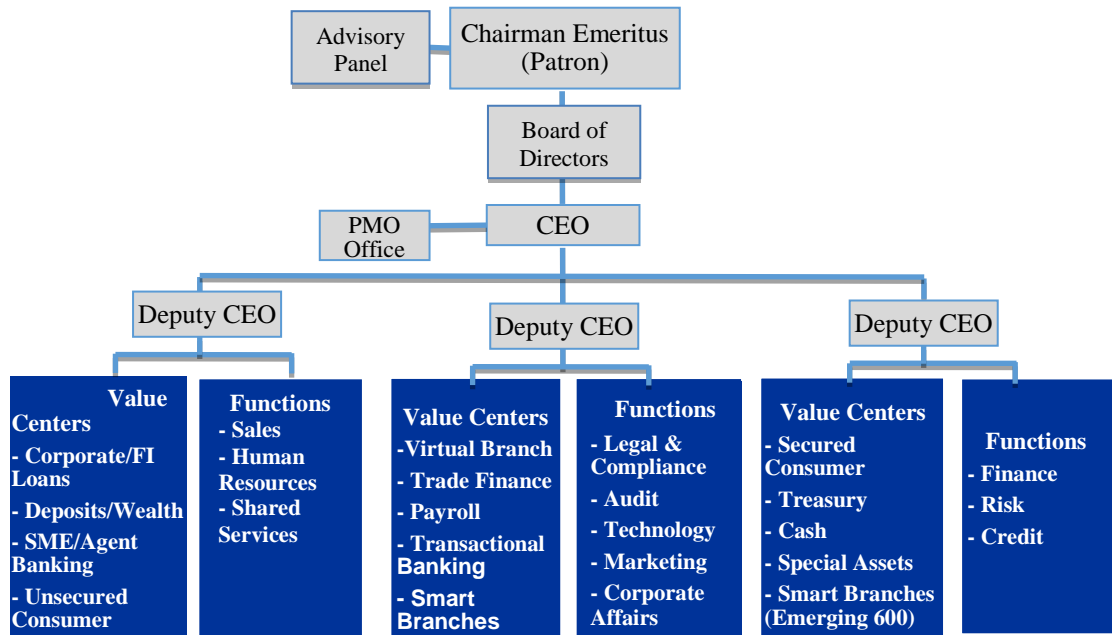 Advisory
Panel
Chairman Emeritus
(Patron)
Board of
Directors
PMO
Office
CEO
Deputy CEO
Deputy CEO
Deputy CEO
Value
Centers
- Corporate/FI
Loans
- Deposits/Wealth
- SME/Agent
Banking
- Unsecured
Consumer
Functions
- Sales
- Human
Resources
- Shared
Services
Value Centers
-Virtual Branch
- Trade Finance
- Payroll
- Transactional
Banking
- Smart
Branches
Functions
- Legal &
Compliance
- Audit
- Technology
- Marketing
- Corporate
Affairs
Value Centers
- Secured
Consumer
- Treasury
- Cash
- Special Assets
- Smart Branches
(Emerging 600)
Functions
- Finance
- Risk
- Credit